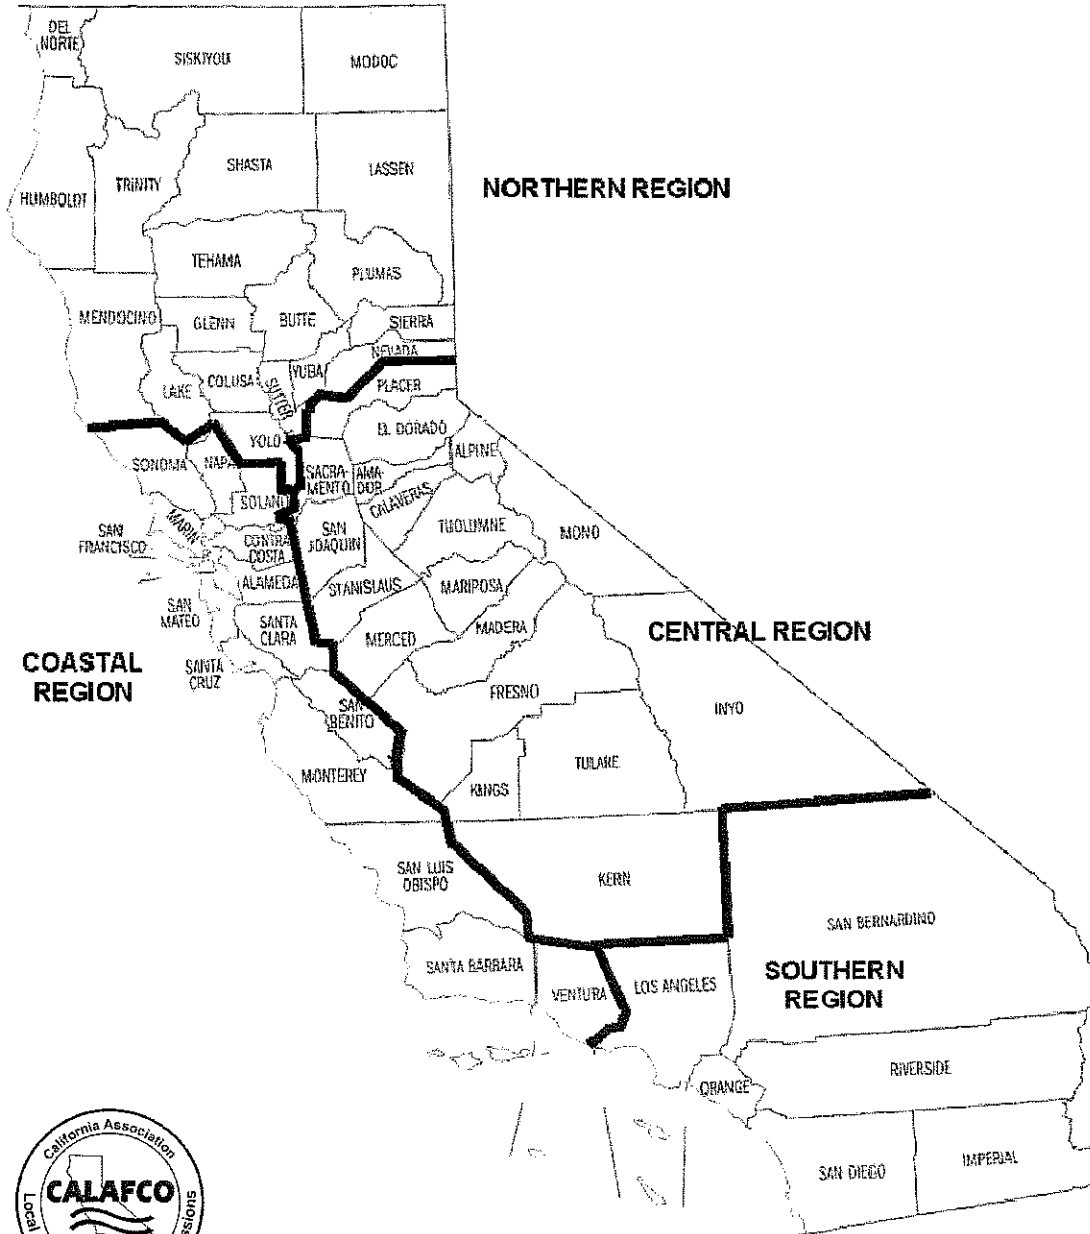 DEL
NORTE
SISKIYOU
MODOC
HUMBOLDT
TRINITY
SHASTA
LASSEN
NORTHERN REGION
TEHAMA
PLUMAS
MENDOCINO
GLENN
BUTTE
SIERRA
NEVADA
YUBA
LAKE
COLUSA
SUTTER
PLACER
YOLO
EL DORADO
ALPINE
SONOMA
NAPA
SACRA-
MENTO
AMA-
DOR
SOLANO
CALAVERAS
MARIN
SAN
FRANCISCO
CONTRA
COSTA
SAN
JOAQUIN
TUOLUMNE
MONO
ALAMEDA
STANISLAUS
MARIPOSA
SAN
MATEO
SANTA
CLARA
MERCED
MADERA
CENTRAL REGION
COASTAL
REGION
SANTA
CRUZ
SAN
BENITO
FRESNO
INYO
MONTEREY
KINGS
TULARE
SAN LUIS
OBISPO
KERN
SAN BERNARDINO
SANTA BARBARA
VENTURA
LOS ANGELES
SOUTHERN
REGION
ORANGE
RIVERSIDE
SAN DIEGO
IMPERIAL
California Association
CALAFCO
Local
ssions